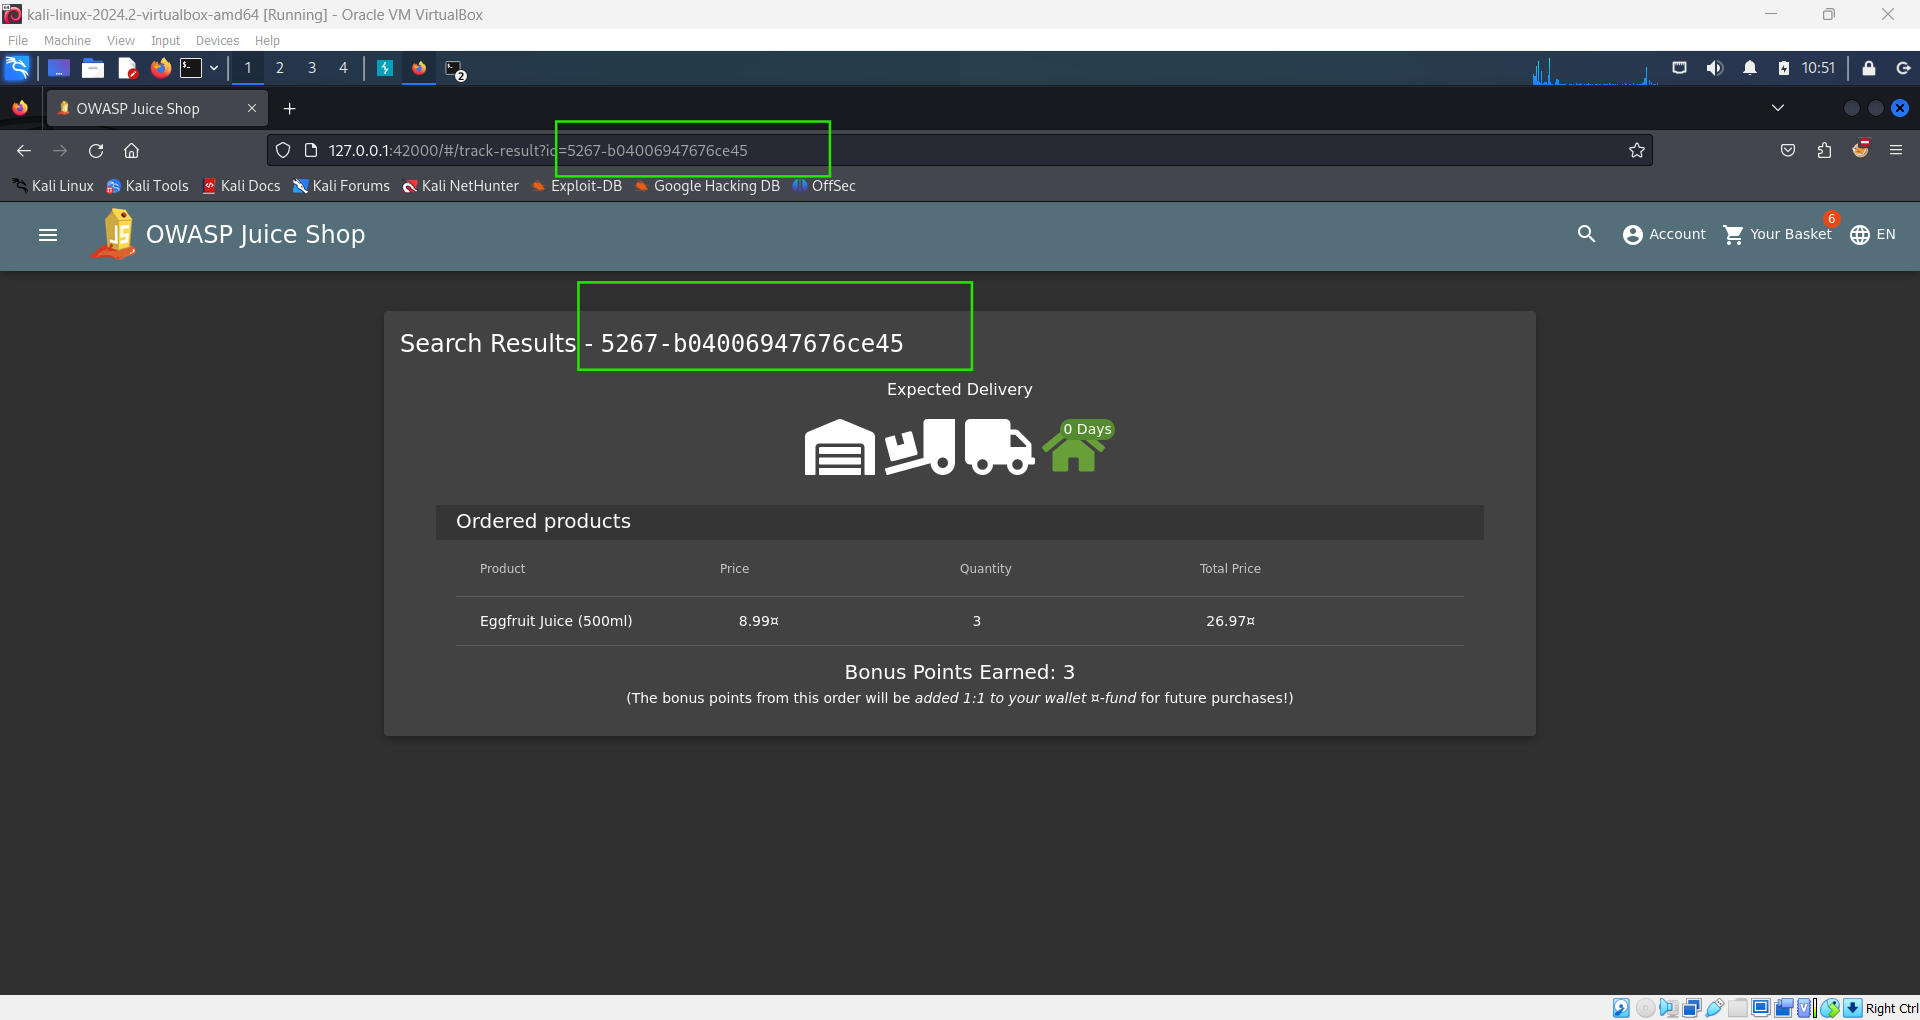 kali-linux-2024.2-virtualbox-amd64 [Running] - Oracle VM VirtualBox
File Machine View Input Devices Help
1 2 3 4 2 10:51
OWASP Juice Shop
127.0.0.1:42000/#/track-result?id=5267-b04006947676ce45
Kali Linux Kali Tools Kali Docs Kali Forums Kali NetHunter Exploit-DB Google Hacking DB OffSec
OWASP Juice Shop Account Your Basket 6 EN
Search Results - 5267-b04006947676ce45
Expected Delivery
0 Days
Ordered products
Product Price Quantity Total Price
Eggfruit Juice (500ml) 8.99¤ 3 26.97¤
Bonus Points Earned: 3
(The bonus points from this order will be added 1:1 to your wallet ¤-fund for future purchases!)
Right Ctrl